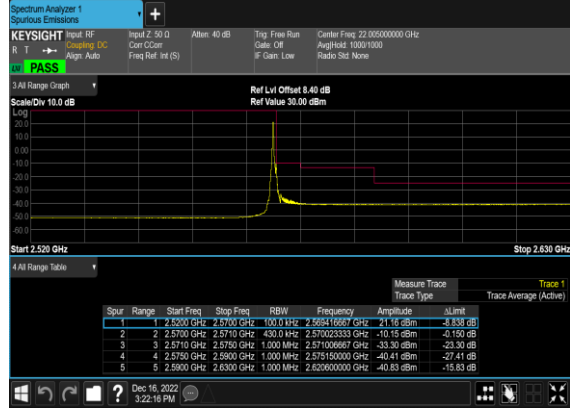 Spectrum Analyzer 1
Spurious Emissions
KEYSIGHT Input: RF Input Z: 50 Ω Atten: 40 dB Trig: Free Run Center Freq: 22.005000000 GHz
Coupling: DC Corr CCorr Gate: Off Avg|Hold: 1000/1000
R T Align: Auto Freq Ref: Int (S) IF Gain: Low Radio Std: None
PASS
3 All Range Graph
Ref Lvl Offset 8.40 dB
Scale/Div 10.0 dB Ref Value 30.00 dBm
Log
20.0
10.0
0.00
-10.0
-20.0
-30.0
-40.0
-50.0
-60.0
Start 2.520 GHz Stop 2.630 GHz
4 All Range Table
Measure Trace Trace 1
Trace Type Trace Average (Active)
Spur Range Start Freq Stop Freq RBW Frequency Amplitude ΔLimit
1 1 2.5200 GHz 2.5700 GHz 100.0 kHz 2.569416667 GHz 21.16 dBm -8.838 dB
2 2 2.5700 GHz 2.5710 GHz 430.0 kHz 2.570023333 GHz -10.15 dBm -0.150 dB
3 3 2.5710 GHz 2.5750 GHz 1.000 MHz 2.571006667 GHz -33.30 dBm -23.30 dB
4 4 2.5750 GHz 2.5900 GHz 1.000 MHz 2.575150000 GHz -40.41 dBm -27.41 dB
5 5 2.5900 GHz 2.6300 GHz 1.000 MHz 2.620600000 GHz -40.83 dBm -15.83 dB
? Dec 16, 2022
3:22:16 PM